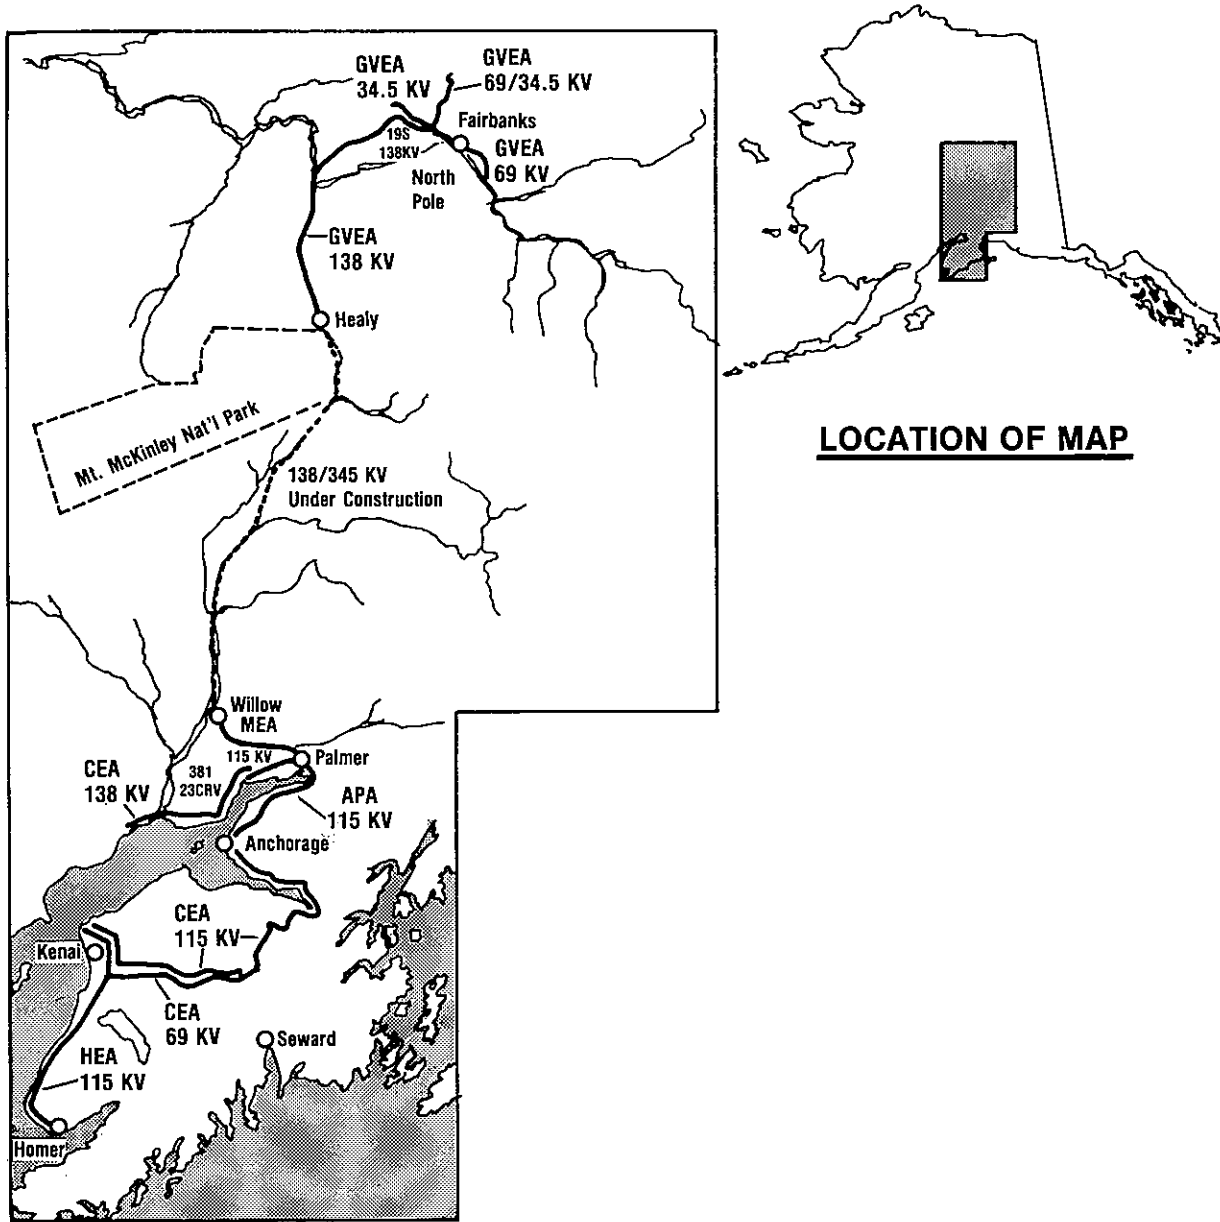 GVEA
34.5 KV
GVEA
69/34.5 KV
Fairbanks
19S
138KV
GVEA
69 KV
North
Pole
GVEA
138 KV
Healy
Mt. McKinley Nat'l Park
138/345 KV
Under Construction
LOCATION OF MAP
Willow
MEA
115 KV
Palmer
381
23CRV
CEA
138 KV
APA
115 KV
Anchorage
CEA
115 KV
Kenai
CEA
69 KV
Seward
HEA
115 KV
Homer